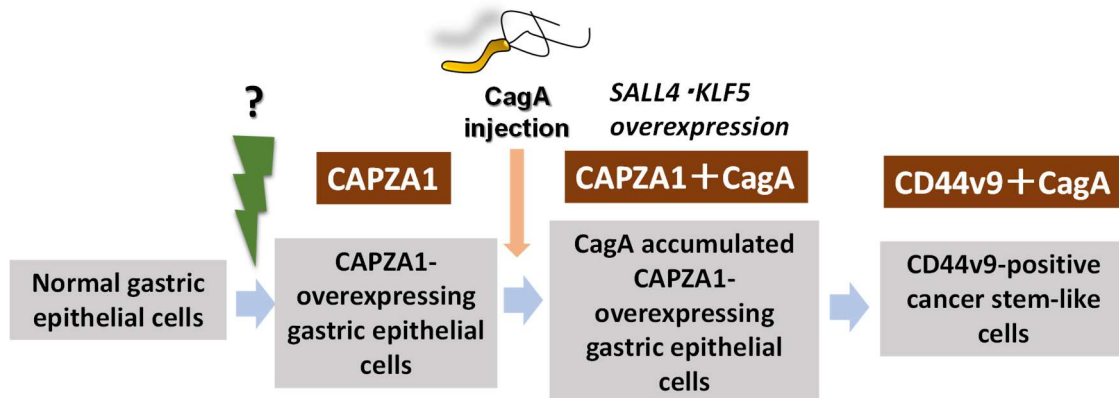 ?
CagA
injection
SALL4・KLF5
overexpression
CAPZA1
CAPZA1＋CagA
CD44v9＋CagA
Normal gastric
epithelial cells
CAPZA1-
overexpressing
gastric epithelial
cells
CagA accumulated
CAPZA1-
overexpressing
gastric epithelial
cells
CD44v9-positive
cancer stem-like
cells